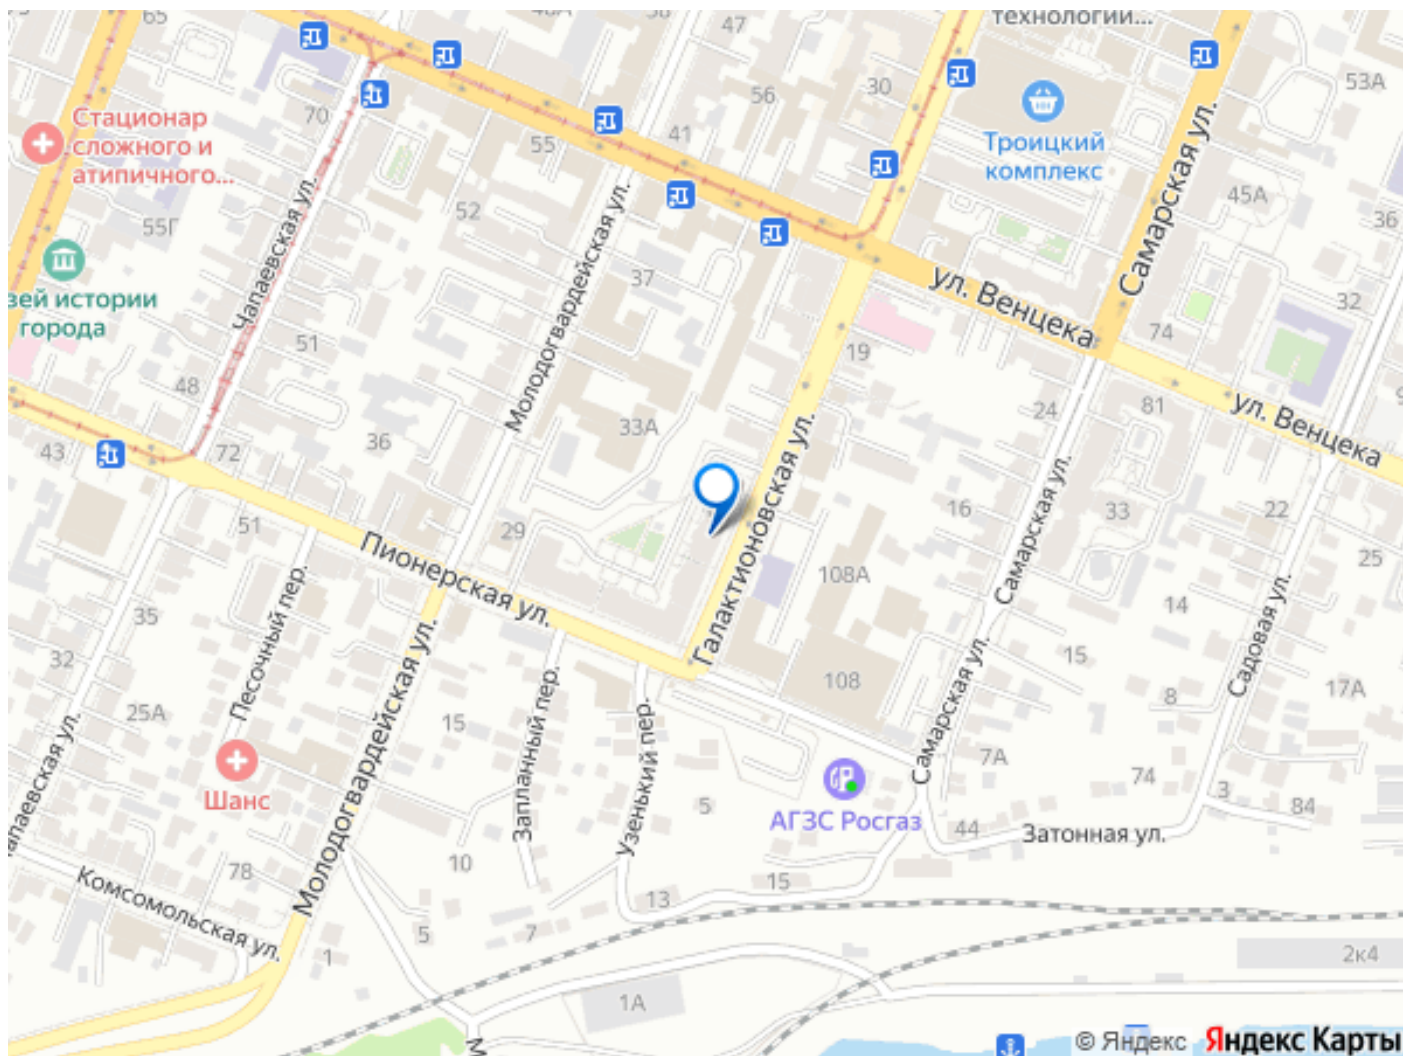 технологии...
65
47
53А
56
30
70
Стационар
сложного и
атипичного...
55
41
Троицкий
комплекс
Самарская ул.
45А
36
52
55Г
Чапаевская ул.
Молодогвардейская ул.
37
ул. Венцека
зей истории
города
32
74
51
19
48
24
81
ул. Венцека
43
72
36
33А
Галактионовская ул.
51
29
16
33
22
25
Пионерская ул.
108А
Самарская ул.
14
35
Песочный пер.
15
Садовая ул.
32
25А
15
108
8
17А
Молодогвардейская ул.
Запланный пер.
Узенький пер.
Самарская ул.
7А
74
3
84
Шанс
5
АГЗС Росгаз
44
Затонная ул.
апаевская ул.
78
10
15
13
Комсомольская ул.
5
7
1
2к4
1А
М
© Яндекс Яндекс Карты